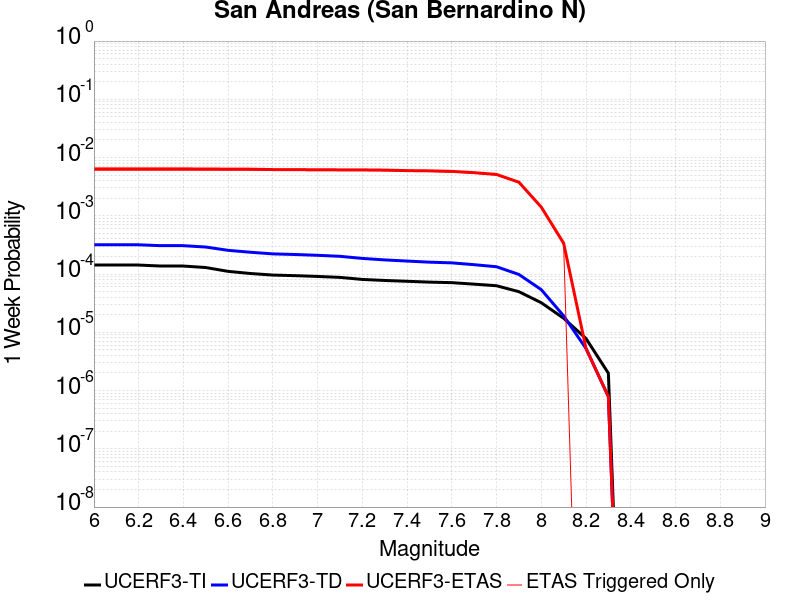 San Andreas (San Bernardino N)
10^0
10^-1
10^-2
10^-3
10^-4
10^-5
10^-6
10^-7
10^-8
1 Week Probability
6 6.2 6.4 6.6 6.8 7 7.2 7.4 7.6 7.8 8 8.2 8.4 8.6 8.8 9
Magnitude
UCERF3-TI UCERF3-TD UCERF3-ETAS ETAS Triggered Only